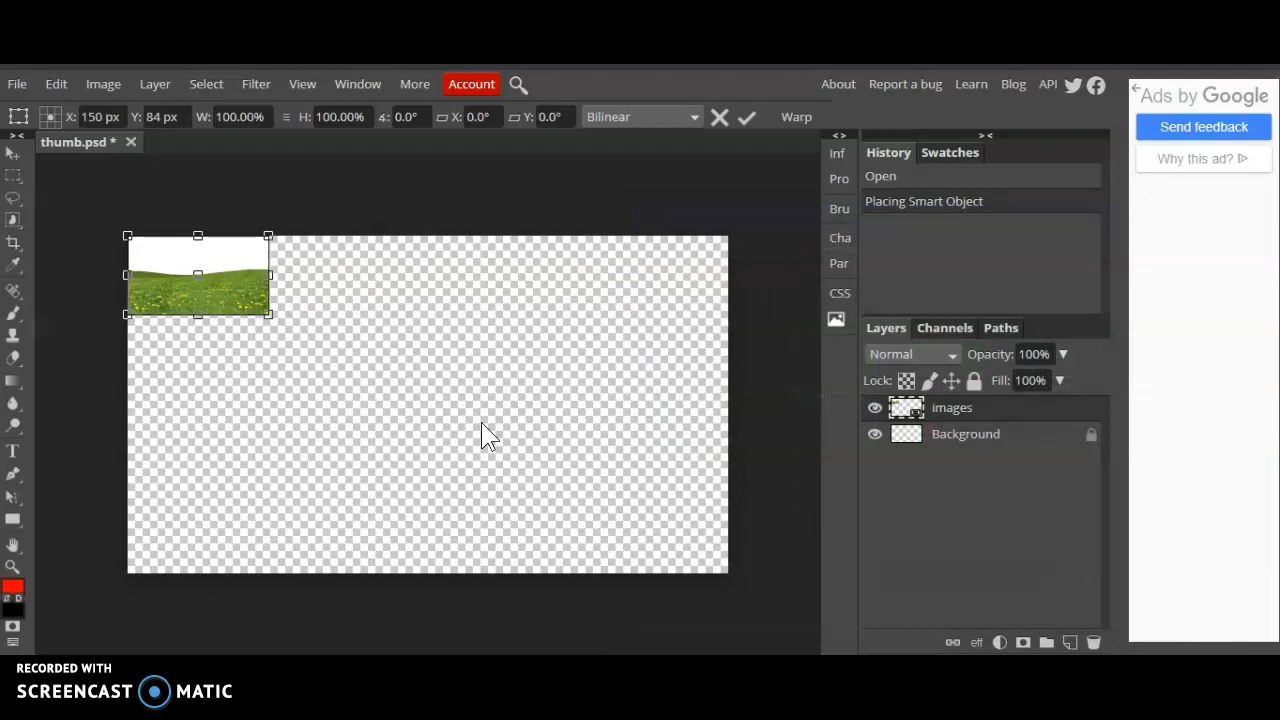 File Edit Image Layer Select Filter View Window More Account About Report a bug Learn Blog API
X: 150 px Y: 84 px W: 100.00% H: 100.00% ∡: 0.0° X: 0.0° Y: 0.0° Bilinear Warp
thumb.psd *
Inf
Pro
Bru
Cha
Par
CSS
History Swatches
Open
Placing Smart Object
Layers Channels Paths
Normal Opacity: 100%
Lock: Fill: 100%
images
Background
eff
D
Ads by Google
Send feedback
Why this ad?
RECORDED WITH
SCREENCAST MATIC